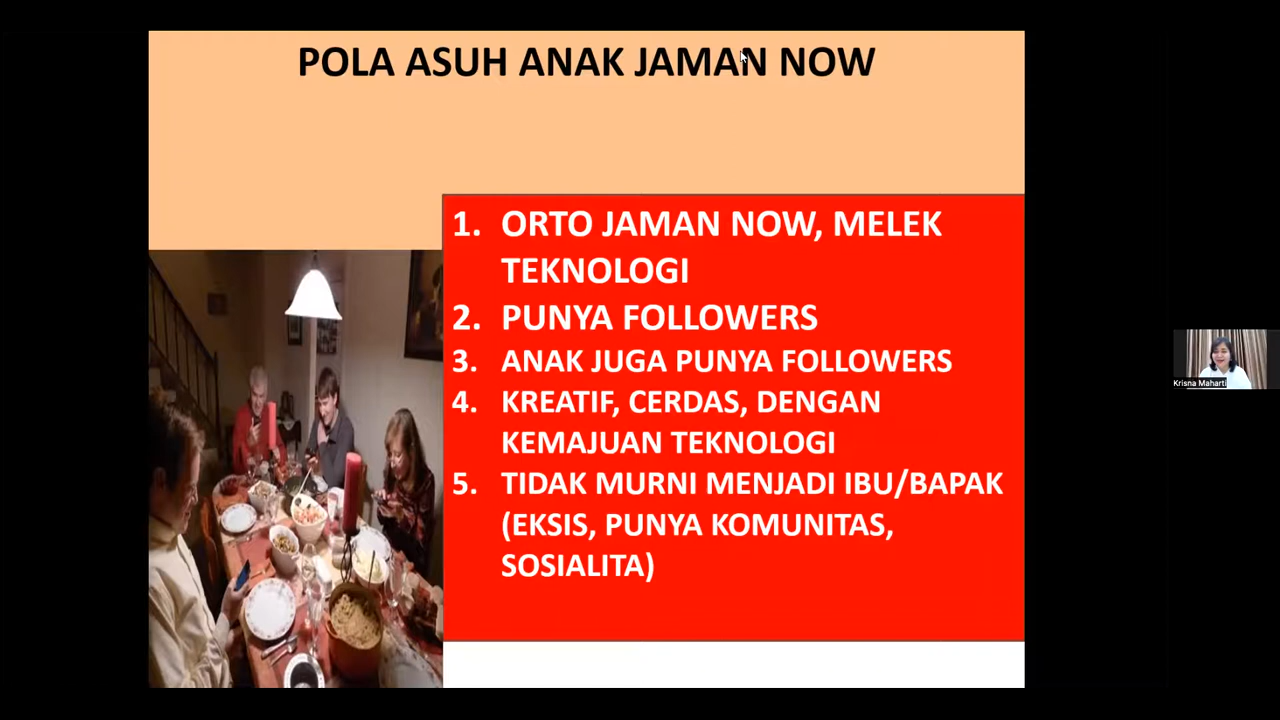 POLA ASUH ANAK JAMAN NOW
1. ORTO JAMAN NOW, MELEK
TEKNOLOGI
2. PUNYA FOLLOWERS
3. ANAK JUGA PUNYA FOLLOWERS
4. KREATIF, CERDAS, DENGAN
KEMAJUAN TEKNOLOGI
5. TIDAK MURNI MENJADI IBU/BAPAK
(EKSIS, PUNYA KOMUNITAS,
SOSIALITA)
Krisna Maharti